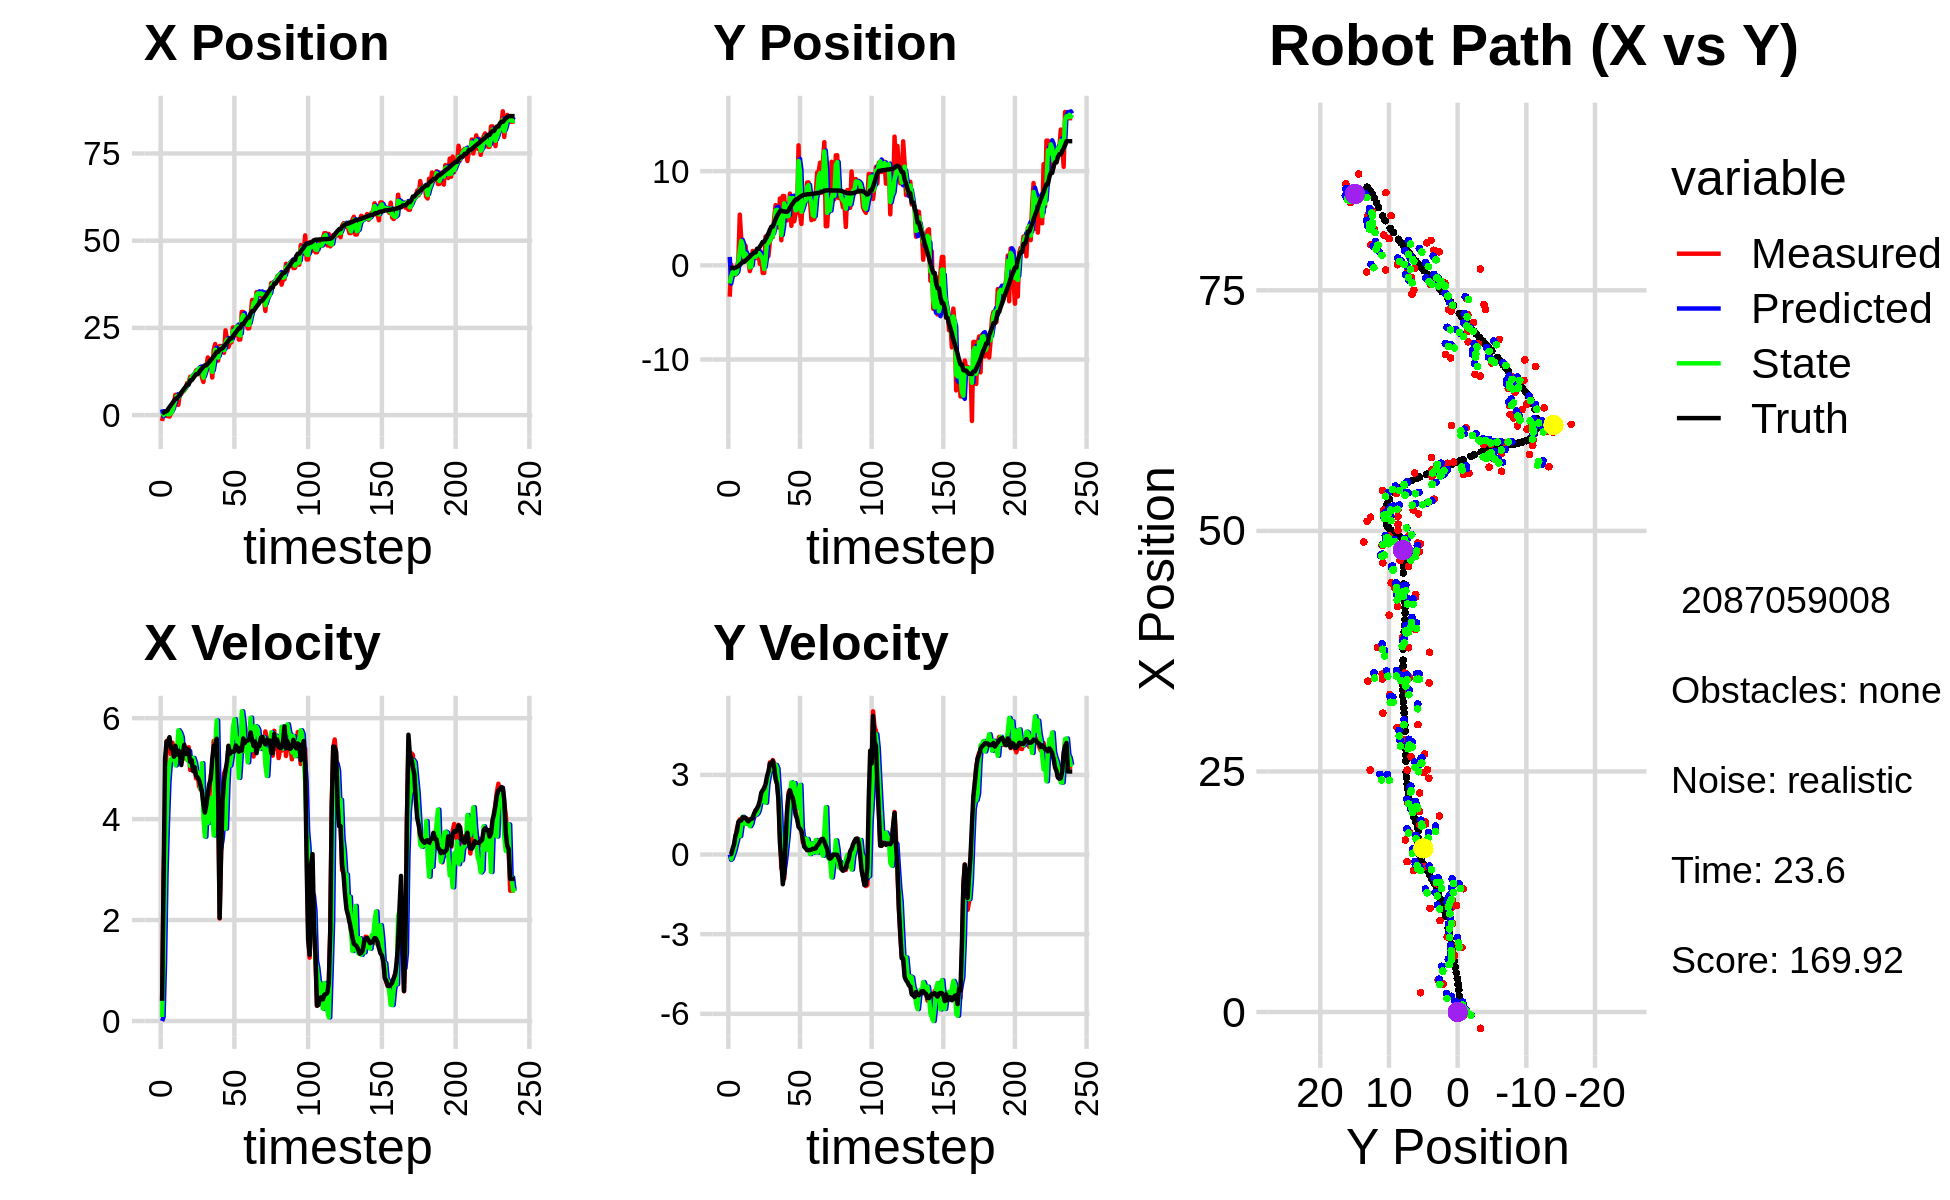 X Position
75
50
25
0
0 50 100 150 200 250
timestep
Y Position
10
0
-10
0 50 100 150 200 250
timestep
X Velocity
6
4
2
0
0 50 100 150 200 250
timestep
Y Velocity
3
0
-3
-6
0 50 100 150 200 250
timestep
Robot Path (X vs Y)
X Position
75
50
25
0
20 10 0 -10 -20
Y Position
variable
Measured
Predicted
State
Truth
2087059008
Obstacles: none
Noise: realistic
Time: 23.6
Score: 169.92